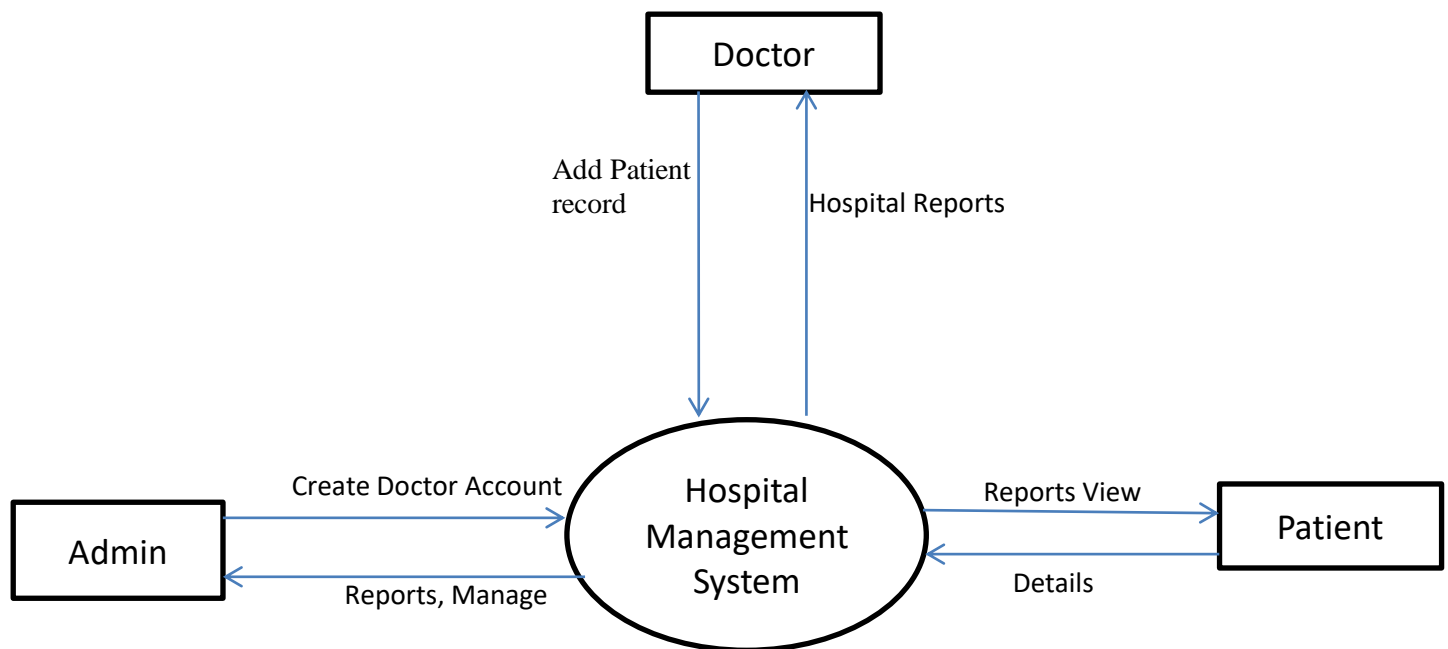 Doctor
Add Patient
record
Hospital Reports
Create Doctor Account
Hospital
Management
System
Reports View
Admin
Patient
Reports, Manage
Details